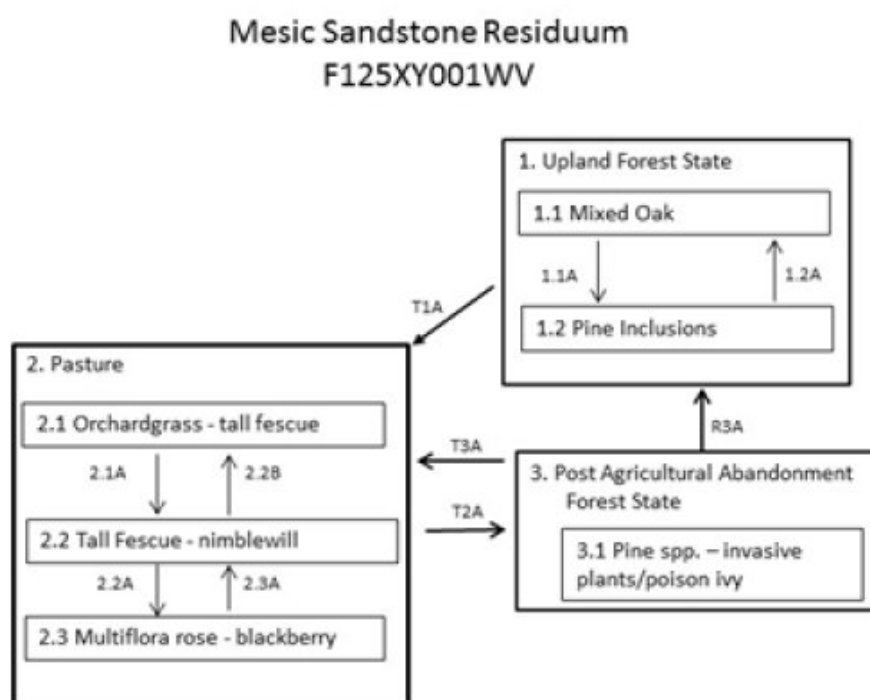 Mesic Sandstone Residuum
F125XY001WV
1. Upland Forest State
1.1 Mixed Oak
1.1A
1.2A
1.2 Pine Inclusions
T1A
2. Pasture
2.1 Orchardgrass - tall fescue
2.1A
2.2B
2.2 Tall Fescue - nimblewill
2.2A
2.3A
2.3 Multiflora rose - blackberry
R3A
T3A
T2A
3. Post Agricultural Abandonment
Forest State
3.1 Pine spp. – invasive
plants/poison ivy